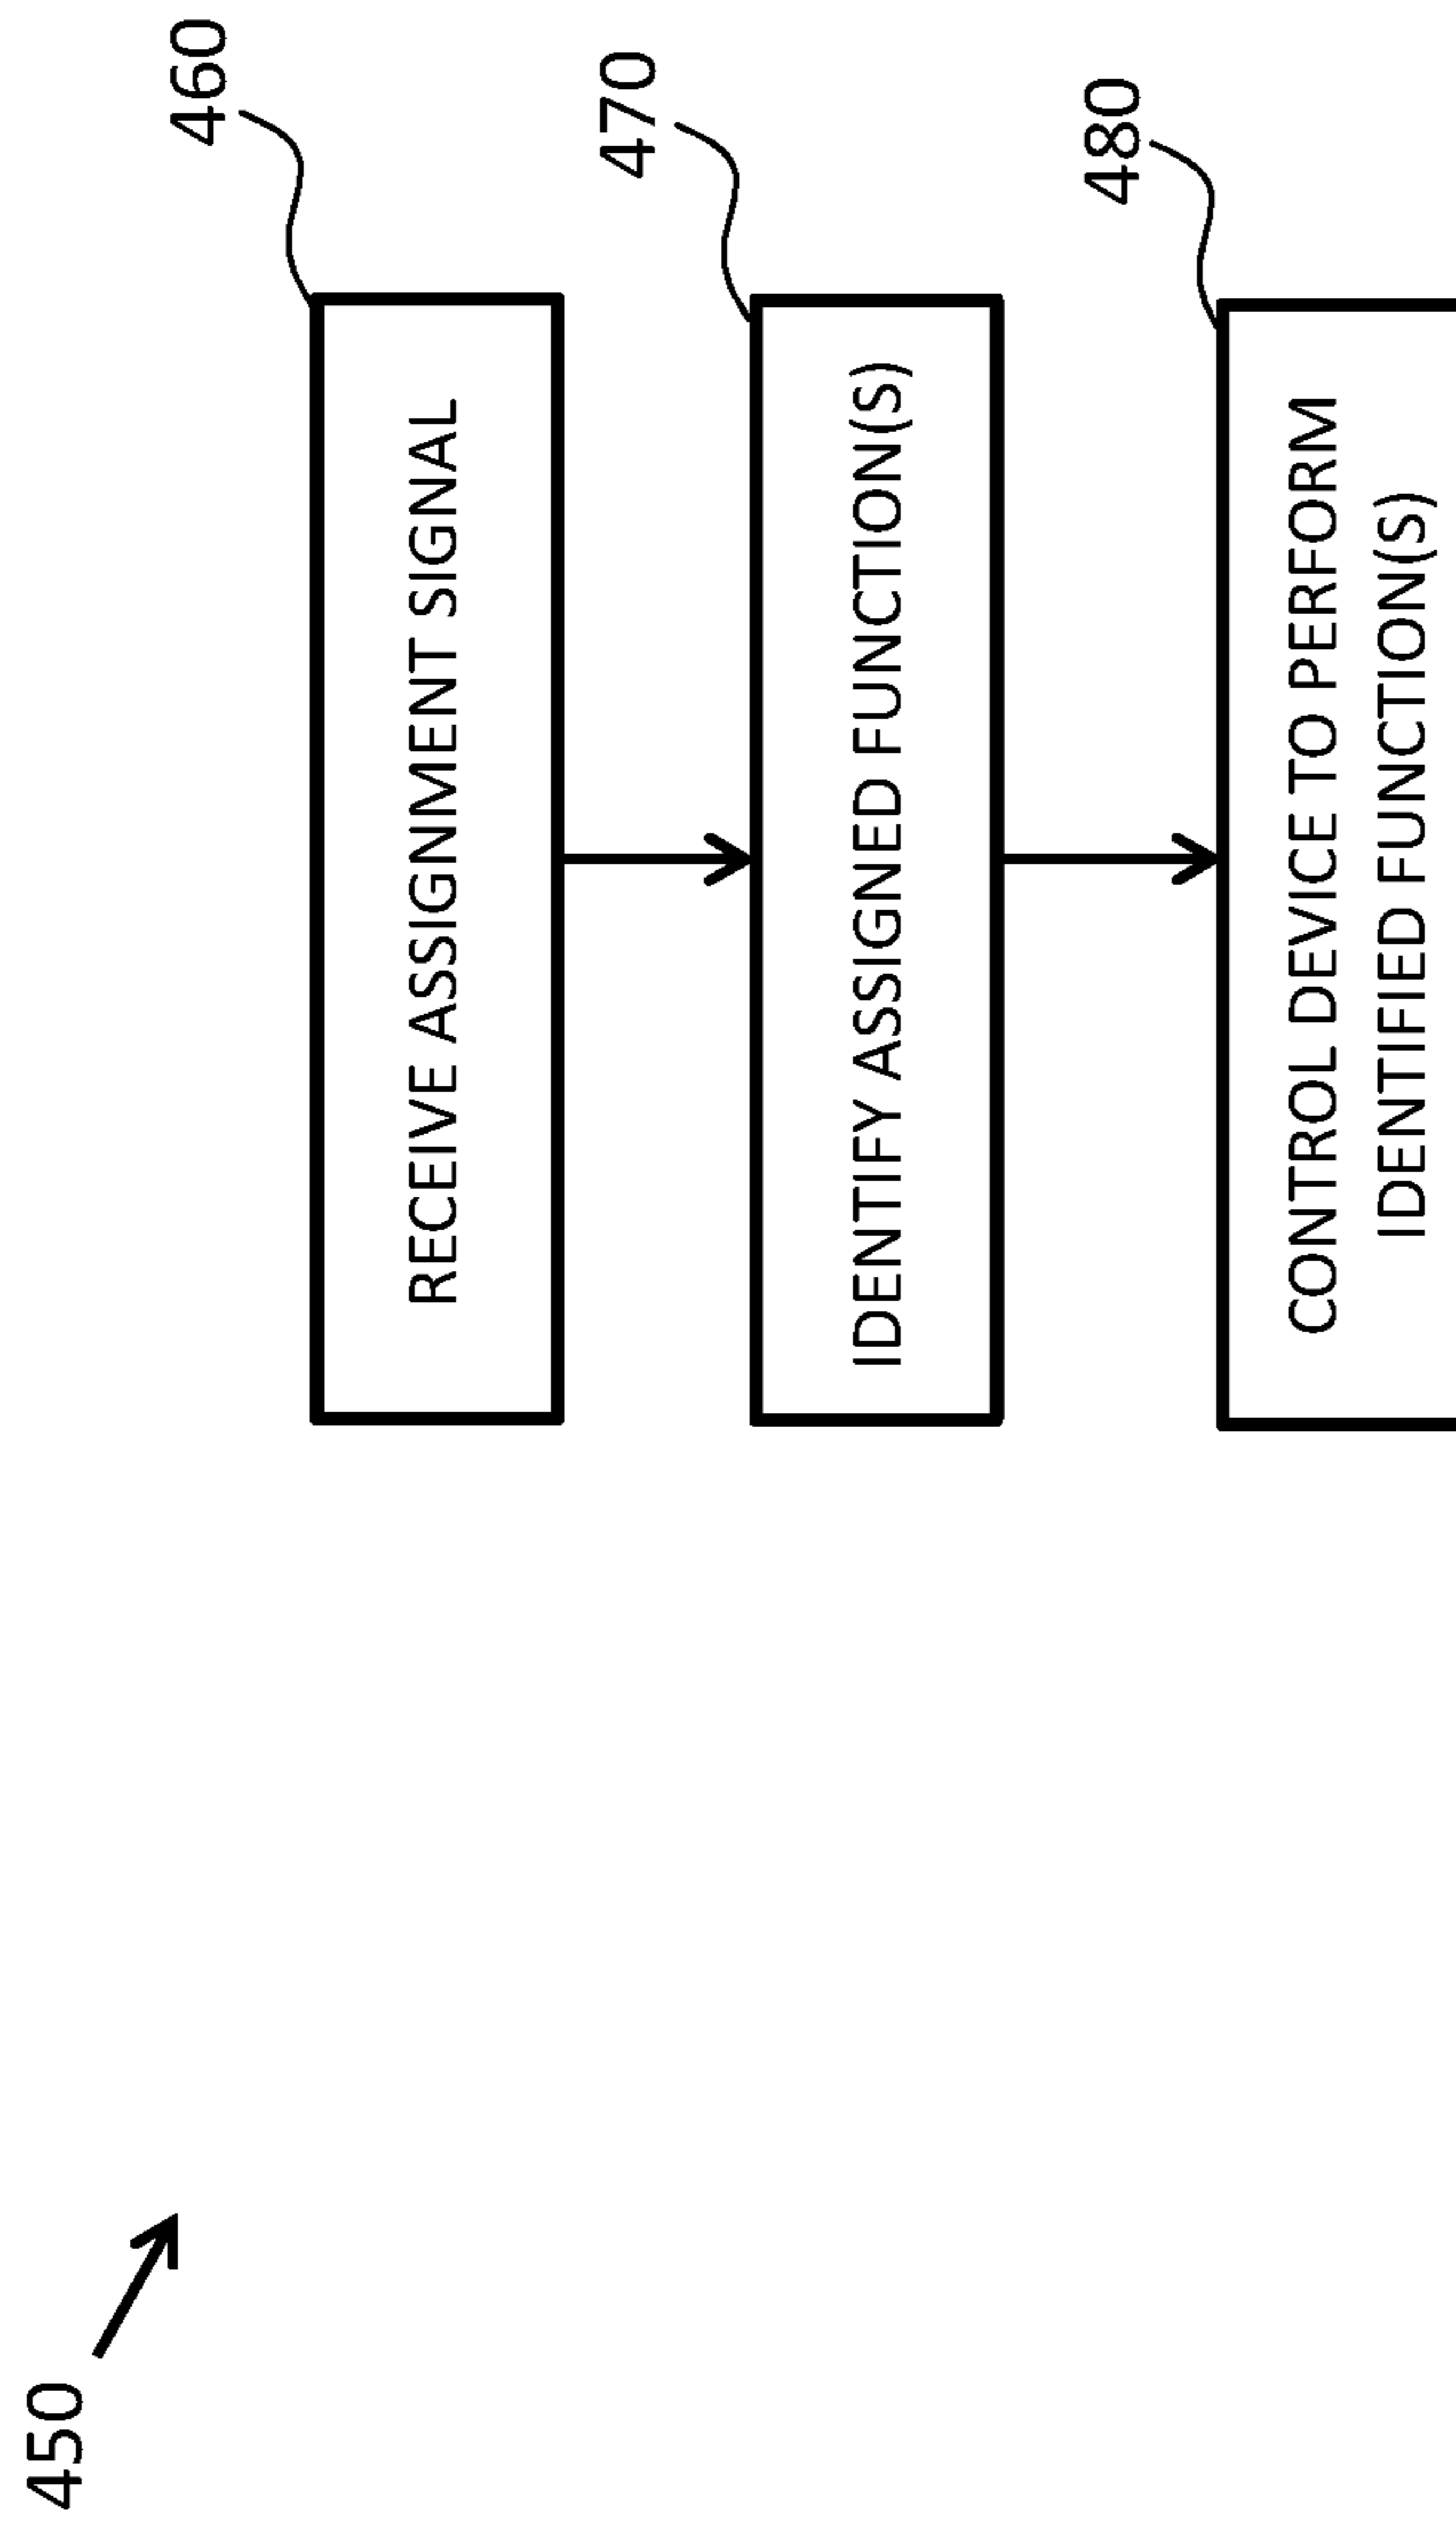 450
460
RECEIVE ASSIGNMENT SIGNAL
470
IDENTIFY ASSIGNED FUNCTION(S)
480
CONTROL DEVICE TO PERFORM
IDENTIFIED FUNCTION(S)